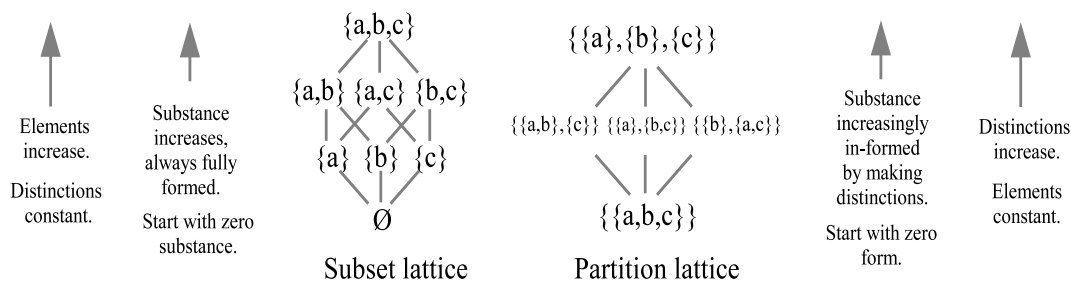 Elements
increase.
Distinctions
constant.
Substance
increases,
always fully
formed.
Start with zero
substance.
{a,b,c}
{a,b} {a,c} {b,c}
{a} {b} {c}
Ø
Subset lattice
{{a},{b},{c}}
{{a,b},{c}} {{a},{b,c}} {{b},{a,c}}
{{a,b,c}}
Partition lattice
Substance
increasingly
in-formed
by making
distinctions.
Start with zero
form.
Distinctions
increase.
Elements
constant.